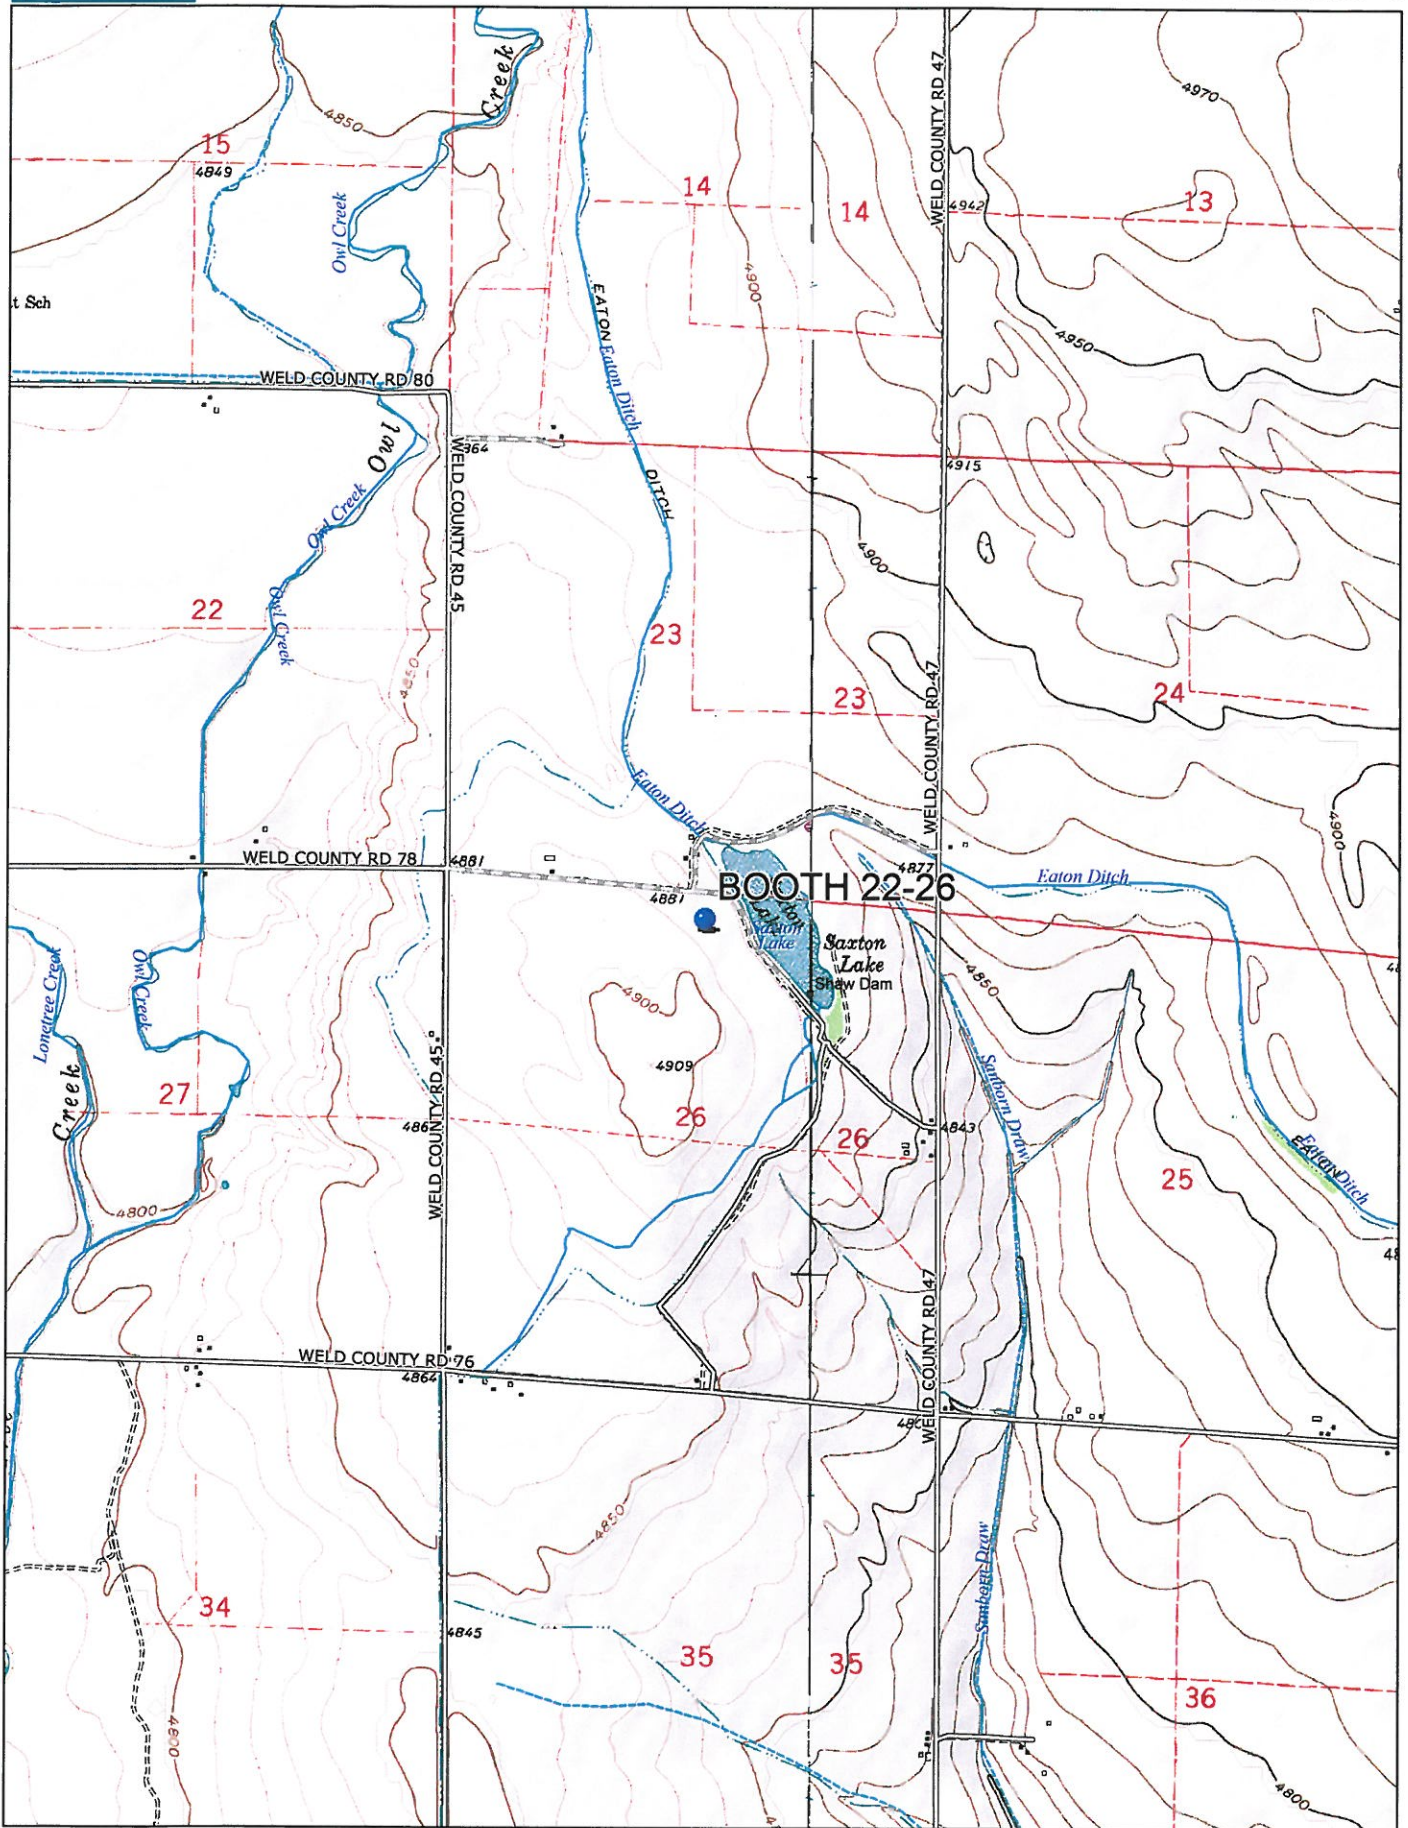 Creek
WELD COUNTY RD 47
4970
4850
15
4849
14
14
13
4942
Owl Creek
4900
t Sch
EATON
Eaton Ditch
4950
WELD COUNTY RD 80
Owl
WELD COUNTY RD 45
4915
DITCH
Owl Creek
4900
Owl Creek
22
23
4850
23
24
WELD COUNTY RD 47
Eaton Ditch
4900
WELD COUNTY RD 78
4881
4877
Eaton Ditch
BOOTH 22-26
4881
Saxton
Lake
Saxton
Lake
Shaw Dam
Lonetree Creek
Owl Creek
4900
4850
4909
Sanborn Draw
Creek
27
26
26
WELD COUNTY RD 45
4843
EATON
Eaton Ditch
25
4800
WELD COUNTY RD 47
WELD COUNTY RD 76
4864
4850
Sanborn Draw
34
4845
35
35
36
4800
4800